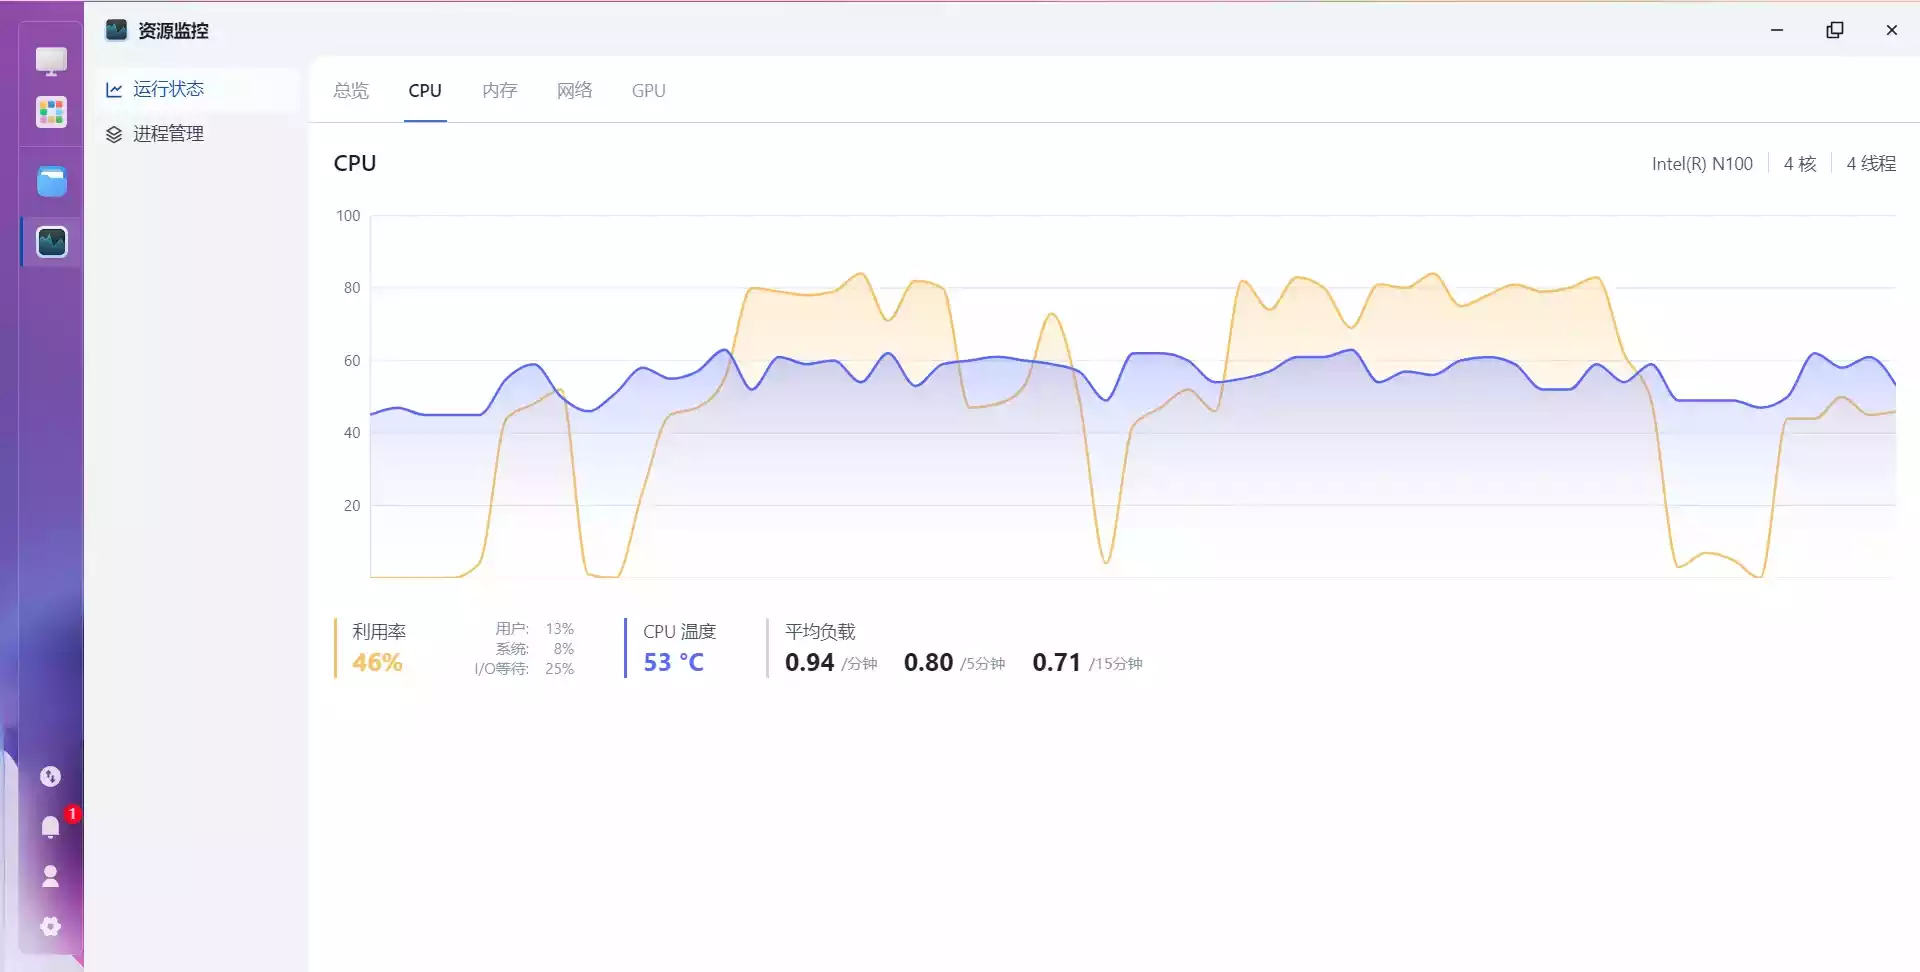 资源监控
运行状态
进程管理
总览 CPU 内存 网络 GPU
CPU
Intel(R) N100 4 核 4 线程
100
80
60
40
20
利用率
46%
用户: 13%
系统: 8%
I/O等待: 25%
CPU 温度
53 °C
平均负载
0.94 /分钟 0.80 /5分钟 0.71 /15分钟
1